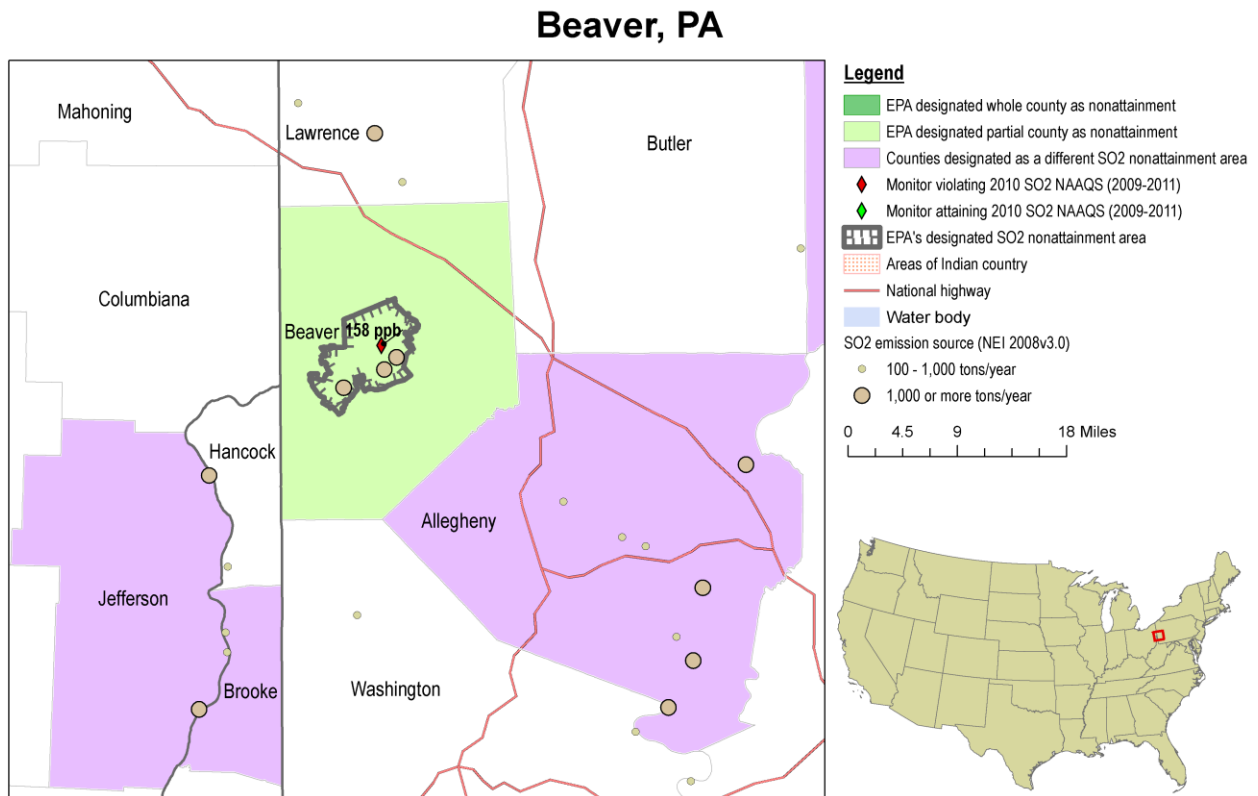 Beaver, PA
Mahoning
Lawrence
Butler
Columbiana
Beaver
158 ppb
Hancock
Allegheny
Jefferson
Brooke
Washington
Legend
EPA designated whole county as nonattainment
EPA designated partial county as nonattainment
Counties designated as a different SO2 nonattainment area
Monitor violating 2010 SO2 NAAQS (2009-2011)
Monitor attaining 2010 SO2 NAAQS (2009-2011)
EPA's designated SO2 nonattainment area
Areas of Indian country
National highway
Water body
SO2 emission source (NEI 2008v3.0)
100 - 1,000 tons/year
1,000 or more tons/year
0 4.5 9 18 Miles